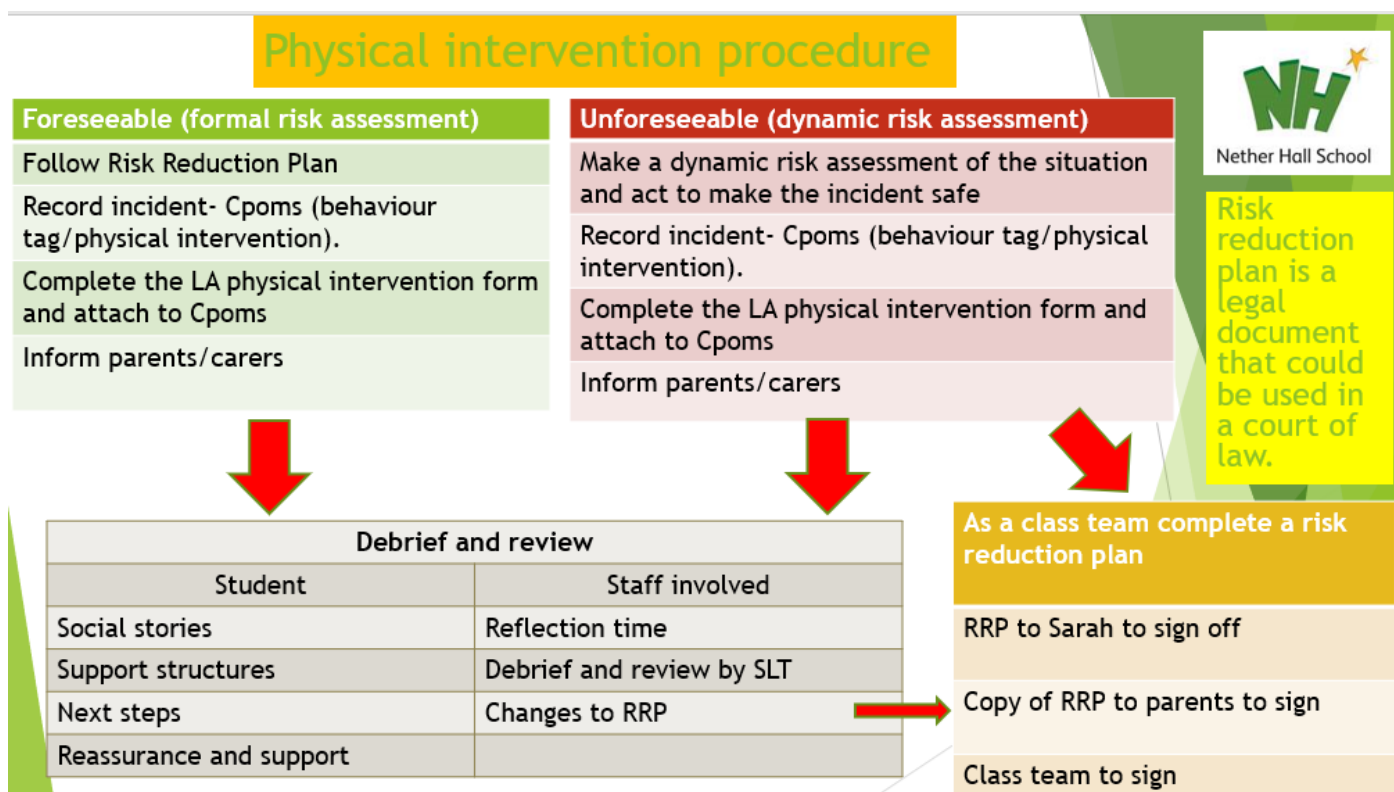 Physical intervention procedure
Foreseeable (formal risk assessment)
Follow Risk Reduction Plan
Record incident- Cpoms (behaviour
tag/physical intervention).
Complete the LA physical intervention form
and attach to Cpoms
Inform parents/carers
Unforeseeable (dynamic risk assessment)
Make a dynamic risk assessment of the situation
and act to make the incident safe
Record incident- Cpoms (behaviour tag/physical
intervention).
Complete the LA physical intervention form and
attach to Cpoms
Inform parents/carers
NH
Nether Hall School
Risk
reduction
plan is a
legal
document
that could
be used in
a court of
law.
Debrief and review
Student
Staff involved
Social stories
Reflection time
Support structures
Debrief and review by SLT
Next steps
Changes to RRP
Reassurance and support
As a class team complete a risk
reduction plan
RRP to Sarah to sign off
Copy of RRP to parents to sign
Class team to sign